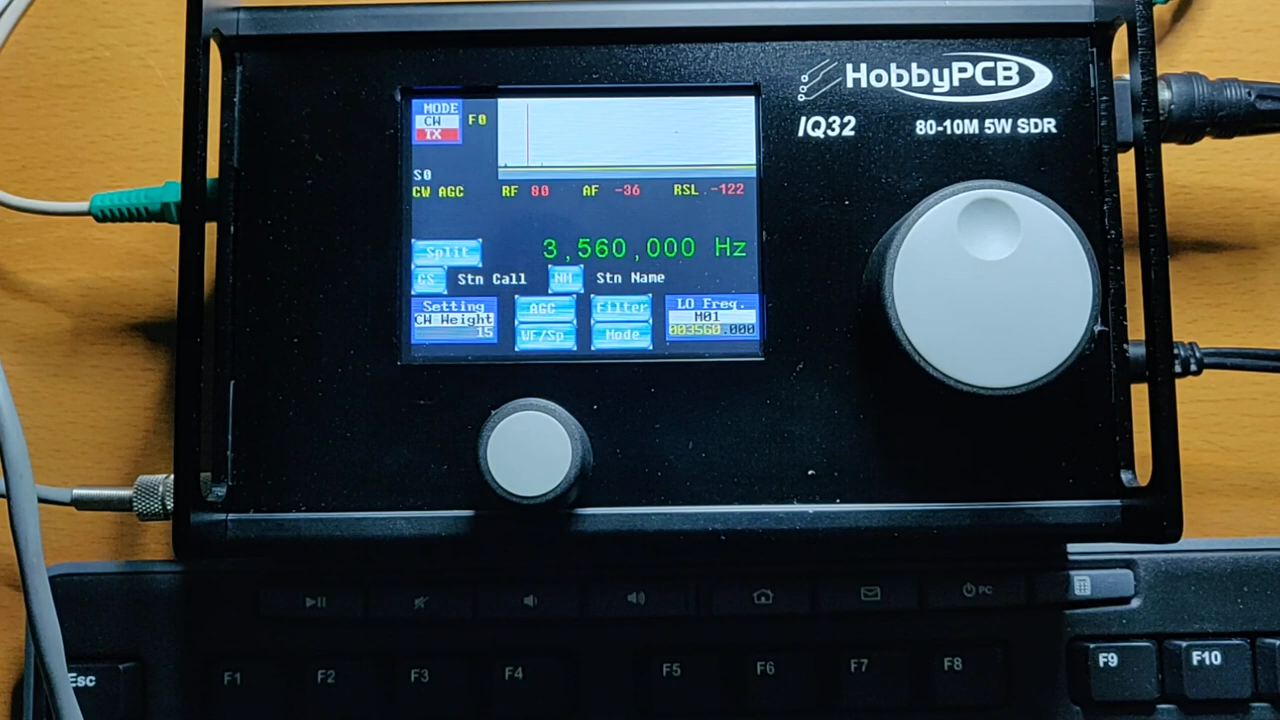 HobbyPCB
IQ32
80-10M 5W SDR
MODE
CW
TX
F0
S0
CW AGC RF 80 AF -36 RSL -122
Split
3,560,000 Hz
CS Stn Call NM Stn Name
Setting
CW Weight
15
AGC
Filter
WF/Sp
Mode
LO Freq.
M01
003560.000
PC
Esc
F1
F2
F3
F4
F5
F6
F7
F8
F9
F10